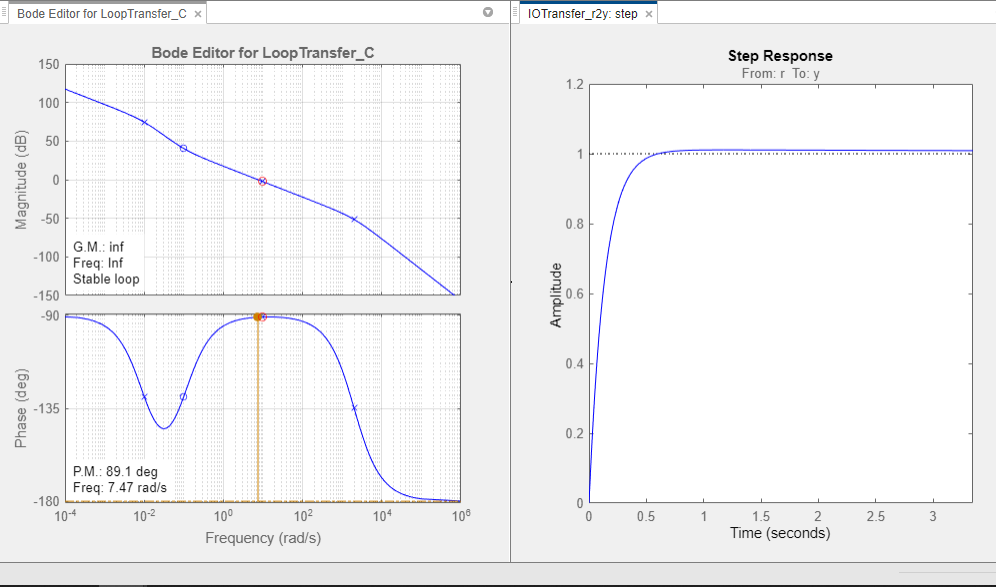 Bode Editor for LoopTransfer_C ×
IOTransfer_r2y: step ×
Bode Editor for LoopTransfer_C
150
100
50
0
-50
-100
-150
Magnitude (dB)
G.M.: inf
Freq: Inf
Stable loop
-90
-135
-180
Phase (deg)
P.M.: 89.1 deg
Freq: 7.47 rad/s
10^-4
10^-2
10^0
10^2
10^4
10^6
Frequency (rad/s)
Step Response
From: r To: y
1.2
1
0.8
0.6
0.4
0.2
0
Amplitude
0
0.5
1
1.5
2
2.5
3
Time (seconds)